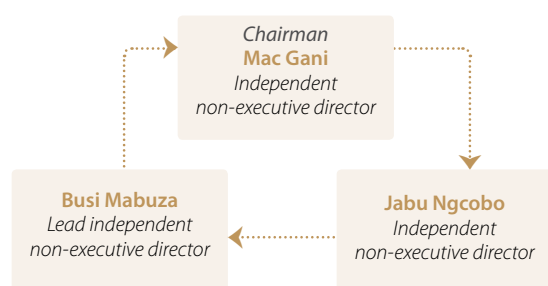 Chairman
Mac Gani
Independent
non-executive director
Busi Mabuza
Lead independent
non-executive director
Jabu Ngcobo
Independent
non-executive director